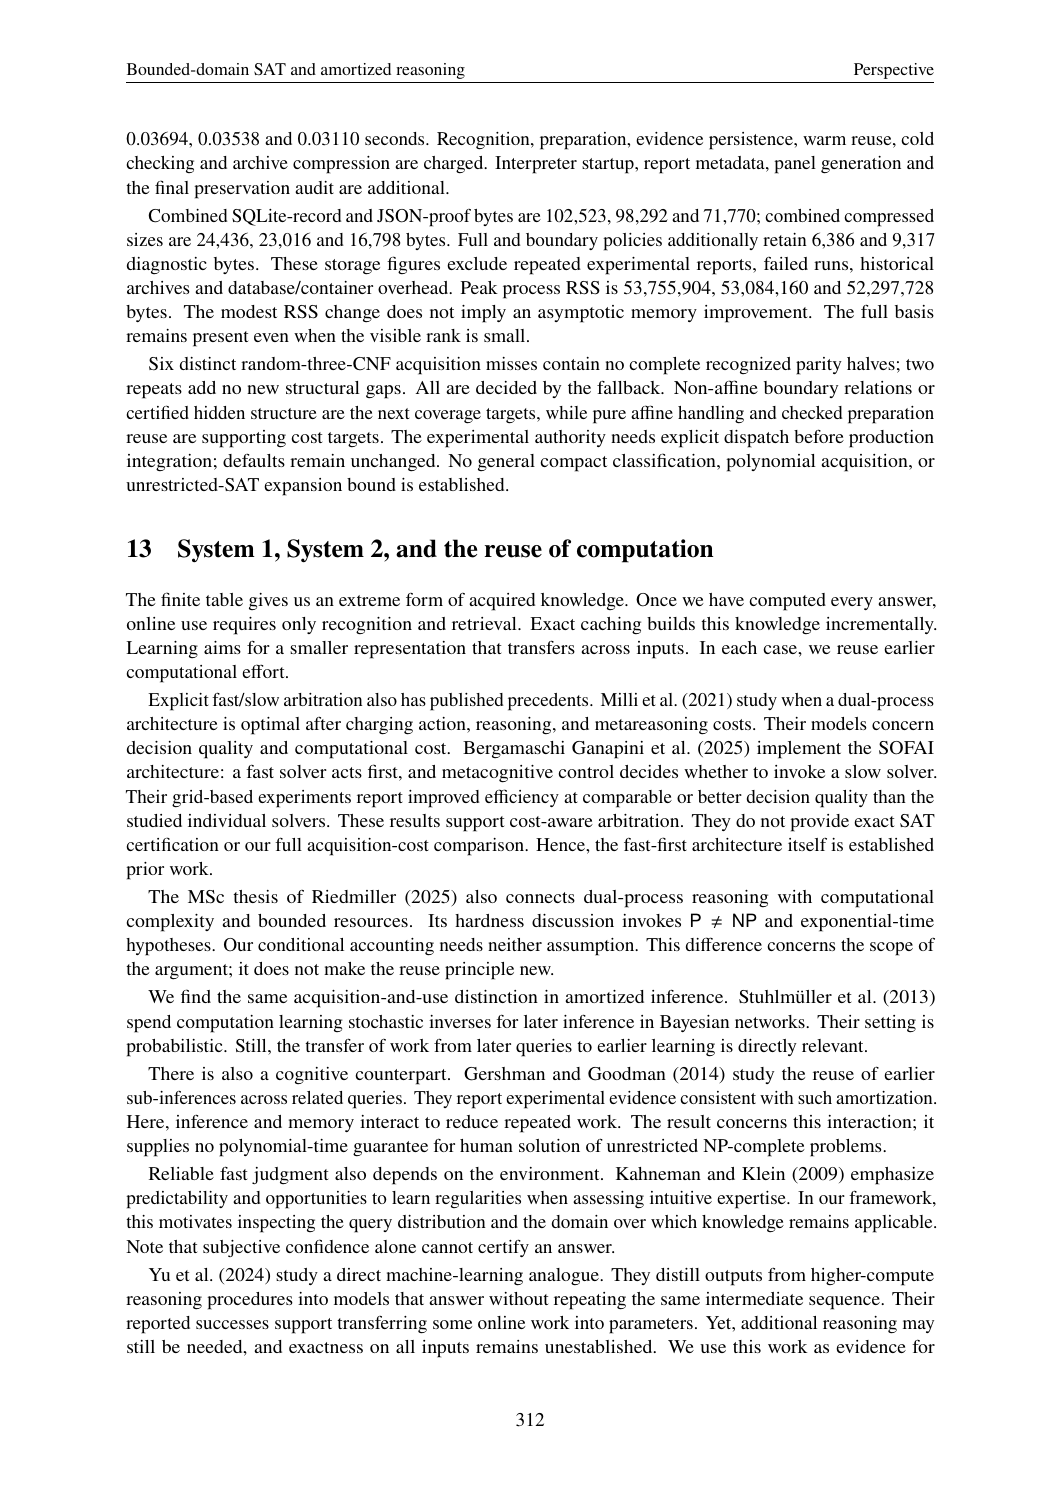 Bounded-domain SAT and amortized reasoning Perspective
0.03694, 0.03538 and 0.03110 seconds. Recognition, preparation, evidence persistence, warm reuse, cold
checking and archive compression are charged. Interpreter startup, report metadata, panel generation and
the final preservation audit are additional.
Combined SQLite-record and JSON-proof bytes are 102,523, 98,292 and 71,770; combined compressed
sizes are 24,436, 23,016 and 16,798 bytes. Full and boundary policies additionally retain 6,386 and 9,317
diagnostic bytes. These storage figures exclude repeated experimental reports, failed runs, historical
archives and database/container overhead. Peak process RSS is 53,755,904, 53,084,160 and 52,297,728
bytes. The modest RSS change does not imply an asymptotic memory improvement. The full basis
remains present even when the visible rank is small.
Six distinct random-three-CNF acquisition misses contain no complete recognized parity halves; two
repeats add no new structural gaps. All are decided by the fallback. Non-affine boundary relations or
certified hidden structure are the next coverage targets, while pure affine handling and checked preparation
reuse are supporting cost targets. The experimental authority needs explicit dispatch before production
integration; defaults remain unchanged. No general compact classification, polynomial acquisition, or
unrestricted-SAT expansion bound is established.
13 System 1, System 2, and the reuse of computation
The finite table gives us an extreme form of acquired knowledge. Once we have computed every answer,
online use requires only recognition and retrieval. Exact caching builds this knowledge incrementally.
Learning aims for a smaller representation that transfers across inputs. In each case, we reuse earlier
computational effort.
Explicit fast/slow arbitration also has published precedents. Milli et al. (2021) study when a dual-process
architecture is optimal after charging action, reasoning, and metareasoning costs. Their models concern
decision quality and computational cost. Bergamaschi Ganapini et al. (2025) implement the SOFAI
architecture: a fast solver acts first, and metacognitive control decides whether to invoke a slow solver.
Their grid-based experiments report improved efficiency at comparable or better decision quality than the
studied individual solvers. These results support cost-aware arbitration. They do not provide exact SAT
certification or our full acquisition-cost comparison. Hence, the fast-first architecture itself is established
prior work.
The MSc thesis of Riedmiller (2025) also connects dual-process reasoning with computational
complexity and bounded resources. Its hardness discussion invokes P ≠ NP and exponential-time
hypotheses. Our conditional accounting needs neither assumption. This difference concerns the scope of
the argument; it does not make the reuse principle new.
We find the same acquisition-and-use distinction in amortized inference. Stuhlmüller et al. (2013)
spend computation learning stochastic inverses for later inference in Bayesian networks. Their setting is
probabilistic. Still, the transfer of work from later queries to earlier learning is directly relevant.
There is also a cognitive counterpart. Gershman and Goodman (2014) study the reuse of earlier
sub-inferences across related queries. They report experimental evidence consistent with such amortization.
Here, inference and memory interact to reduce repeated work. The result concerns this interaction; it
supplies no polynomial-time guarantee for human solution of unrestricted NP-complete problems.
Reliable fast judgment also depends on the environment. Kahneman and Klein (2009) emphasize
predictability and opportunities to learn regularities when assessing intuitive expertise. In our framework,
this motivates inspecting the query distribution and the domain over which knowledge remains applicable.
Note that subjective confidence alone cannot certify an answer.
Yu et al. (2024) study a direct machine-learning analogue. They distill outputs from higher-compute
reasoning procedures into models that answer without repeating the same intermediate sequence. Their
reported successes support transferring some online work into parameters. Yet, additional reasoning may
still be needed, and exactness on all inputs remains unestablished. We use this work as evidence for
312